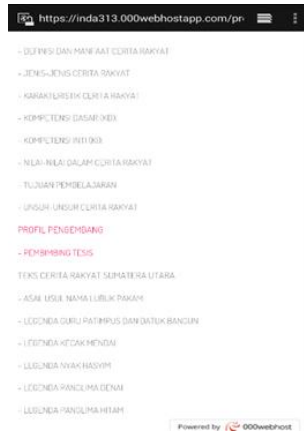 https://inda313.000webhostapp.com/pr
- DEFINISI DAN MANFAAT CERITA RAKYAT
- JENIS-JENIS CERITA RAKYAT
- KARAKTERISTIK CERITA RAKYAT
- KOMPETENSI DASAR (KD)
- KOMPETENSI INTI (KI)
- NILAI-NILAI DALAM CERITA RAKYAT
- TUJUAN PEMBELAJARAN
- UNSUR-UNSUR CERITA RAKYAT
PROFIL PENGEMBANG
- PEMBIMBING TESIS
TEKS CERITA RAKYAT SUMATERA UTARA
- ASAL USUL NAMA LUBUK PAKAM
- LEGENDA GURU PATIMPUS DAN DATUK BANGUN
- LEGENDA KECAK MENDAI
- LEGENDA NYAK HASYIM
- LEGENDA PANGLIMA DENAI
- LEGENDA PANGLIMA HITAM
Powered by 000webhost